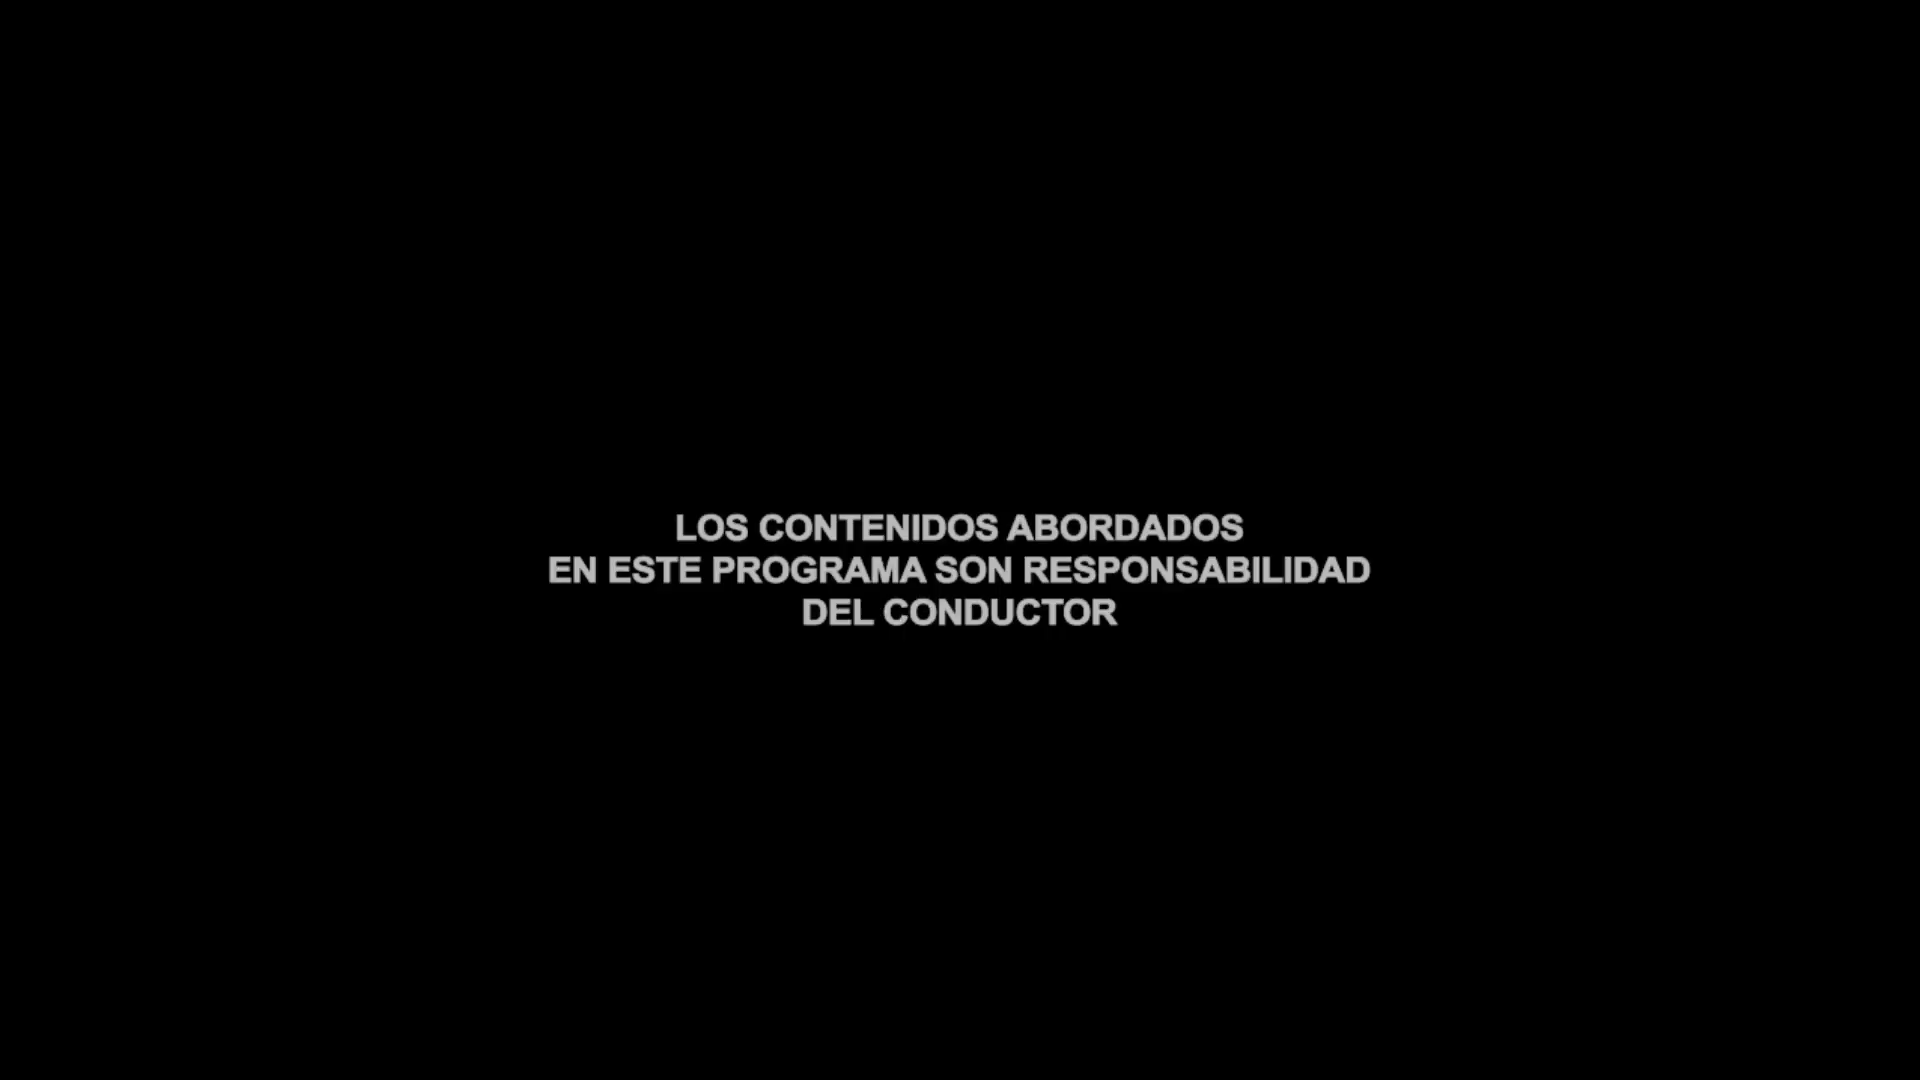 LOS CONTENIDOS ABORDADOS
EN ESTE PROGRAMA SON RESPONSABILIDAD
DEL CONDUCTOR